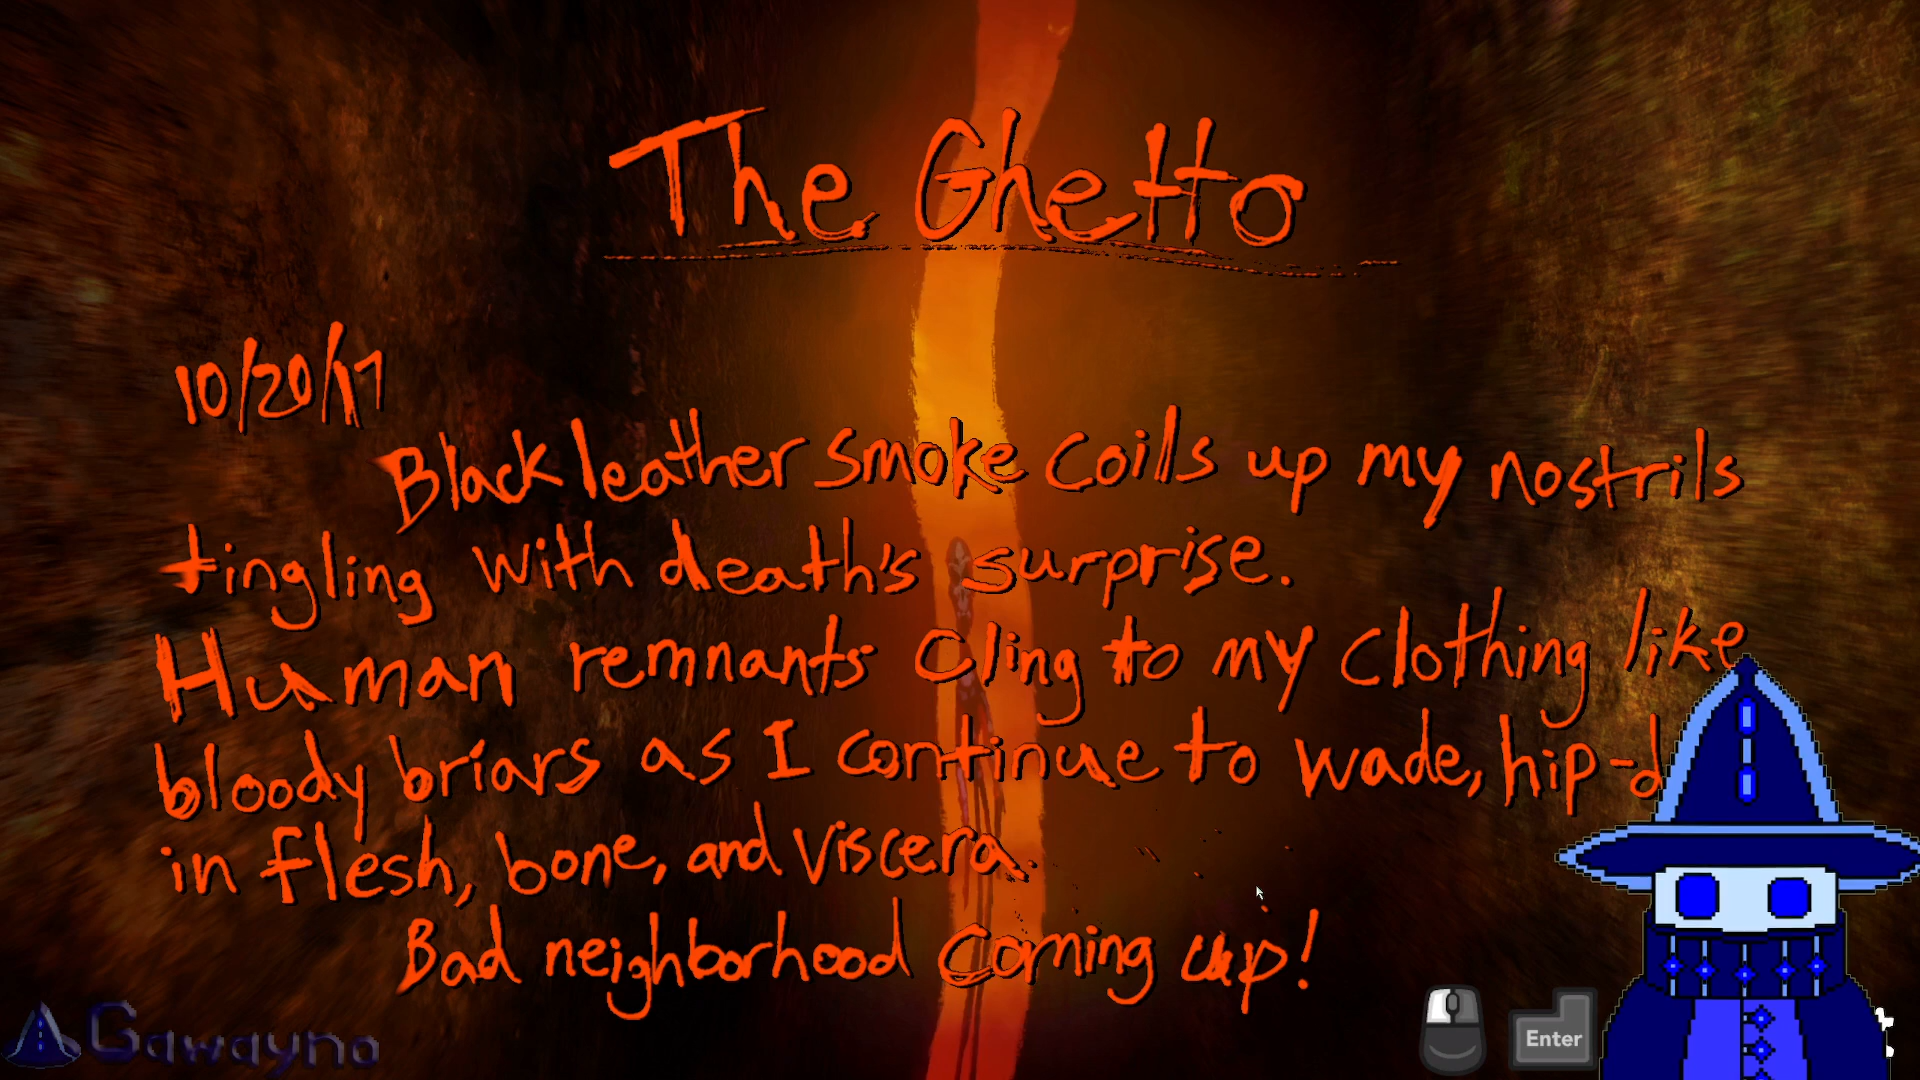 The Ghetto
10/20/17
Black leather smoke coils up my nostrils
tingling with death's surprise.
Human remnants cling to my clothing like
bloody briars as I continue to wade, hip-d
in flesh, bone, and viscera.
Bad neighborhood coming up!
Gawayno
Enter